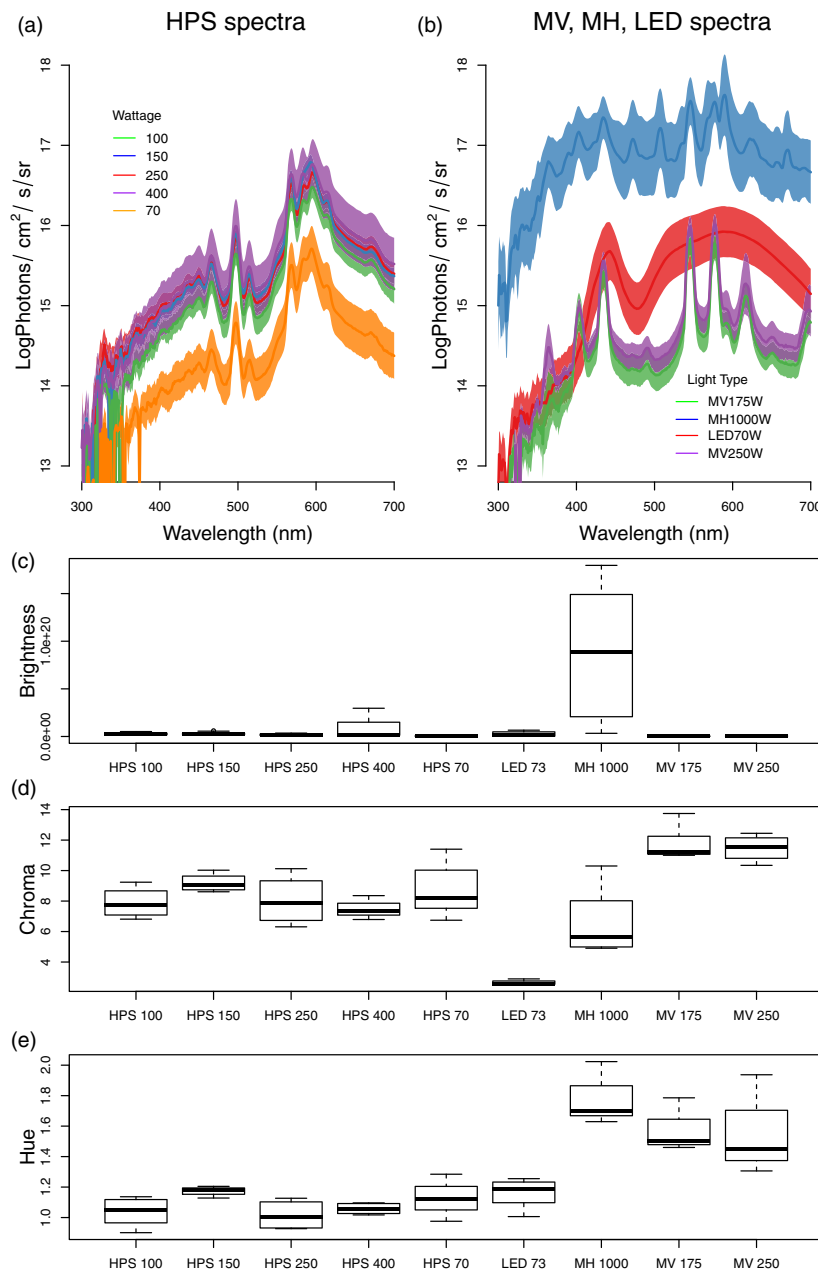 (a) HPS spectra
LogPhotons/ cm²/ s/sr
18
17
16
15
14
13
Wattage
100
150
250
400
70
300 400 500 600 700
Wavelength (nm)
(b) MV, MH, LED spectra
LogPhotons/ cm²/ s/sr
18
17
16
15
14
13
Light Type
MV175W
MH1000W
LED70W
MV250W
300 400 500 600 700
Wavelength (nm)
(c)
Brightness
1.0e+20
0.0e+00
HPS 100 HPS 150 HPS 250 HPS 400 HPS 70 LED 73 MH 1000 MV 175 MV 250
(d)
Chroma
14
12
10
8
6
4
HPS 100 HPS 150 HPS 250 HPS 400 HPS 70 LED 73 MH 1000 MV 175 MV 250
(e)
Hue
2.0
1.8
1.6
1.4
1.2
1.0
HPS 100 HPS 150 HPS 250 HPS 400 HPS 70 LED 73 MH 1000 MV 175 MV 250